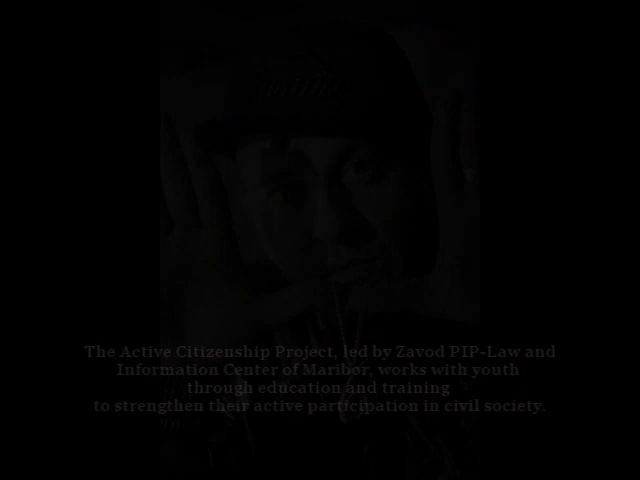 The Active Citizenship Project, led by Zavod PIP-Law and
Information Center of Maribor, works with youth
through education and training
to strengthen their active participation in civil society.